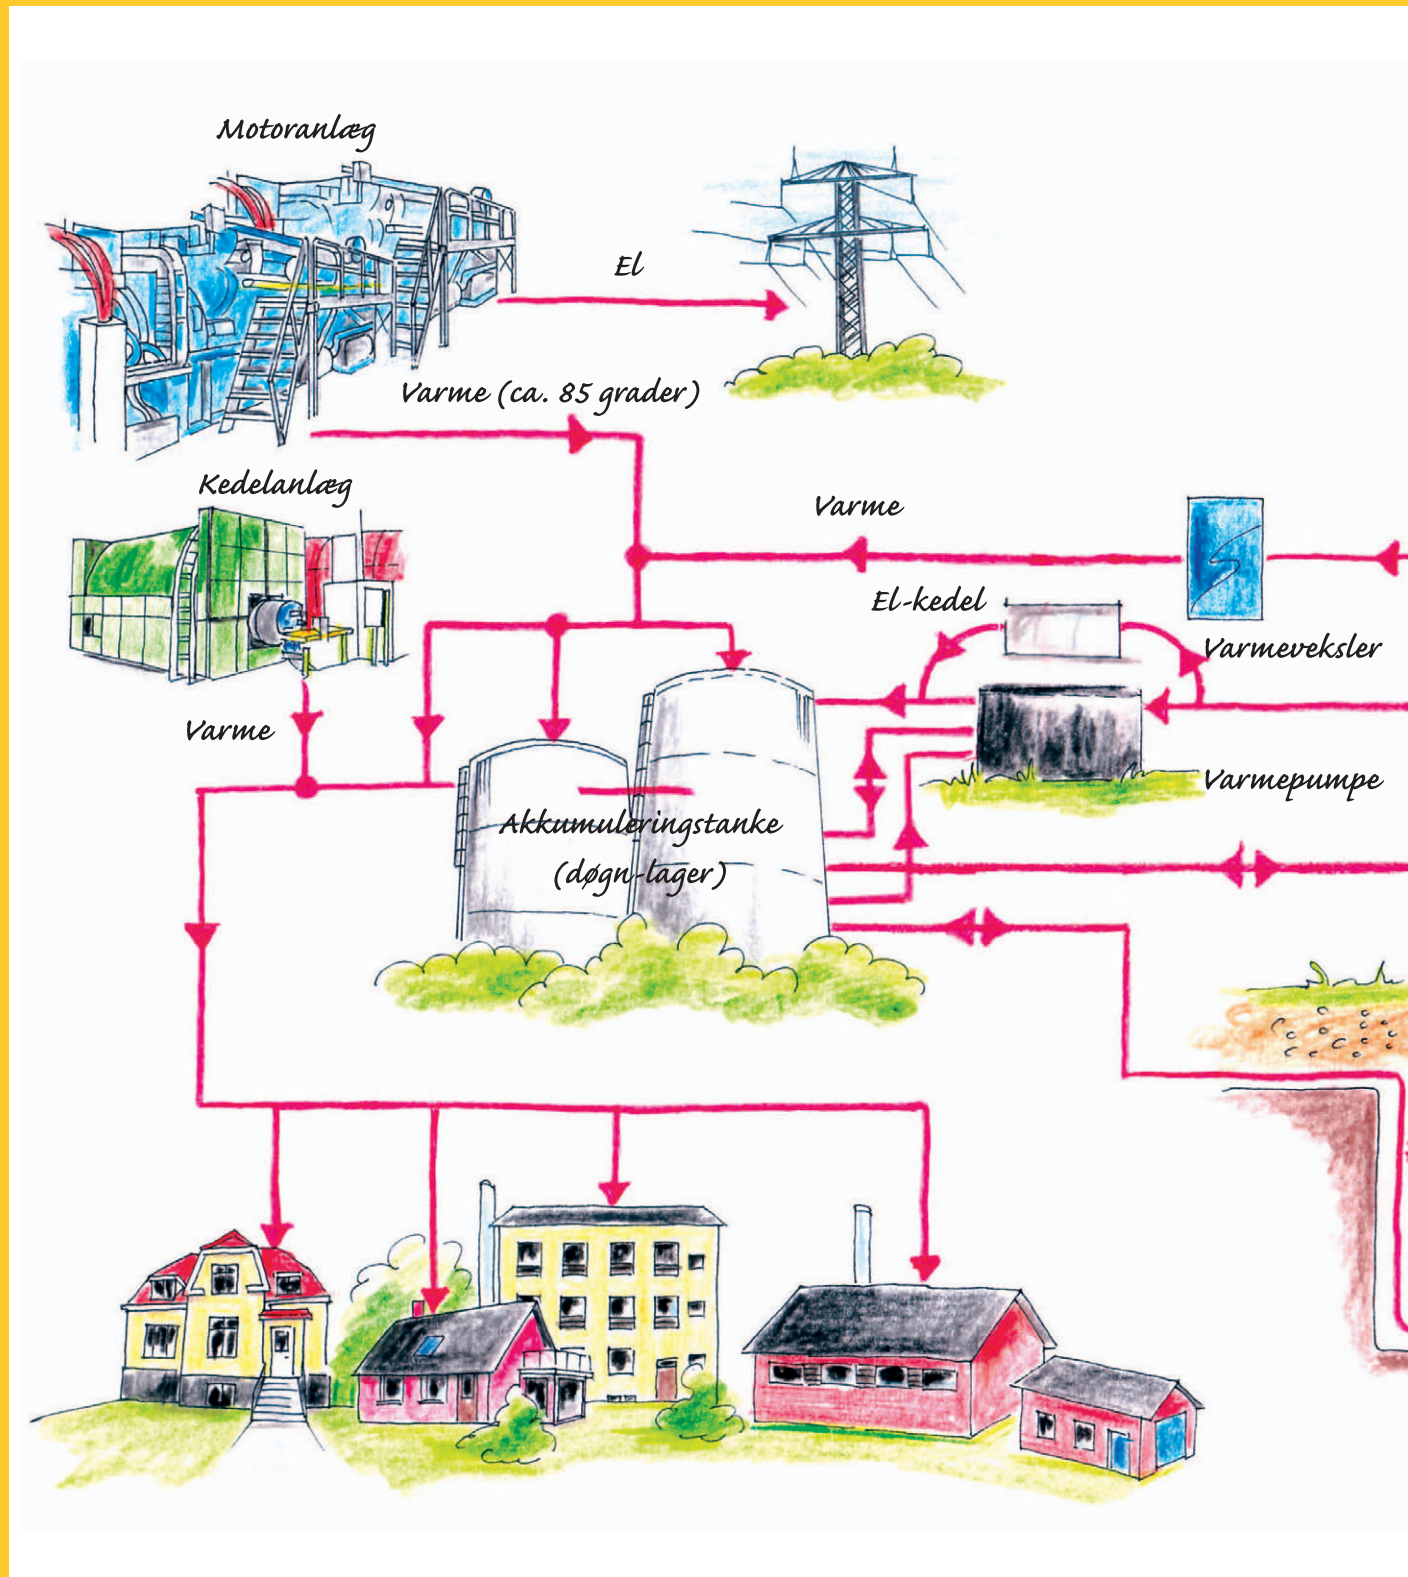 Motoranlæg
El
Varme (ca. 85 grader)
Kedelanlæg
Varme
El-kedel
Varmeveksler
Varme
Varmepumpe
Akkumuleringstanke
(døgn-lager)